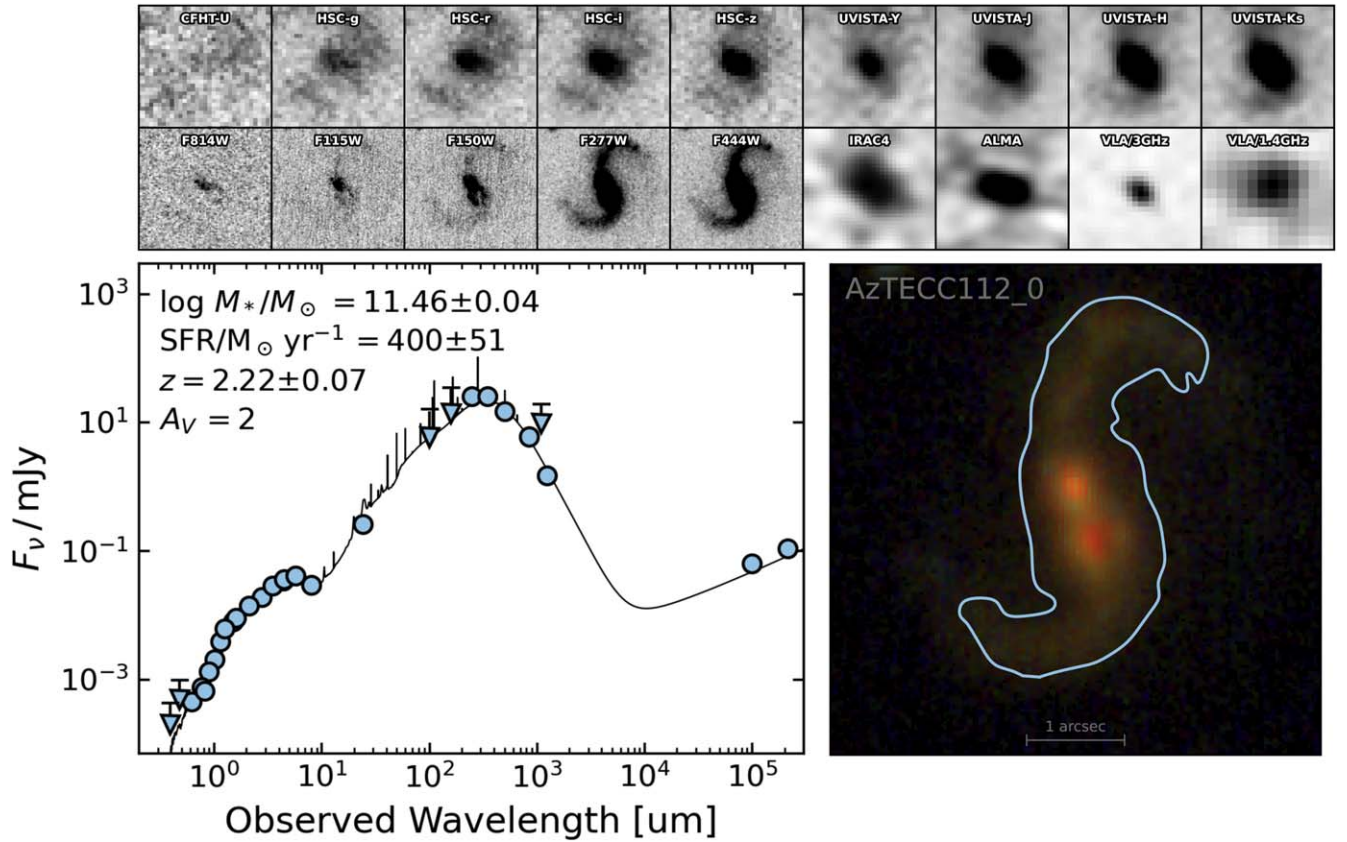 CFHT-U HSC-g HSC-r HSC-i HSC-z UVISTA-Y UVISTA-J UVISTA-H UVISTA-Ks
F814W F115W F150W F277W F444W IRAC4 ALMA VLA/3GHz VLA/1.4GHz
log M*/M⊙ = 11.46±0.04
SFR/M⊙ yr⁻¹ = 400±51
z = 2.22±0.07
A_V = 2
10³
10¹
10⁻¹
10⁻³
F_ν / mJy
10⁰ 10¹ 10² 10³ 10⁴ 10⁵
Observed Wavelength [um]
AzTECC112_0
1 arcsec